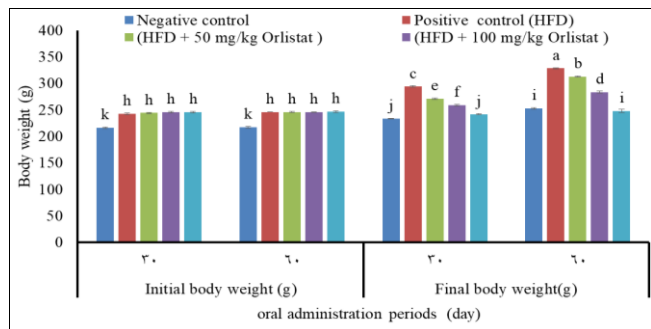 Negative control
Positive control (HFD)
(HFD + 50 mg/kg Orlistat )
(HFD + 100 mg/kg Orlistat )
Body weight (g)
400
350
300
250
200
150
100
50
0
k h h h h
k h h h h
j c e f j
i a b d i
٣٠ ٦٠ ٣٠ ٦٠
Initial body weight (g) Final body weight(g)
oral administration periods (day)